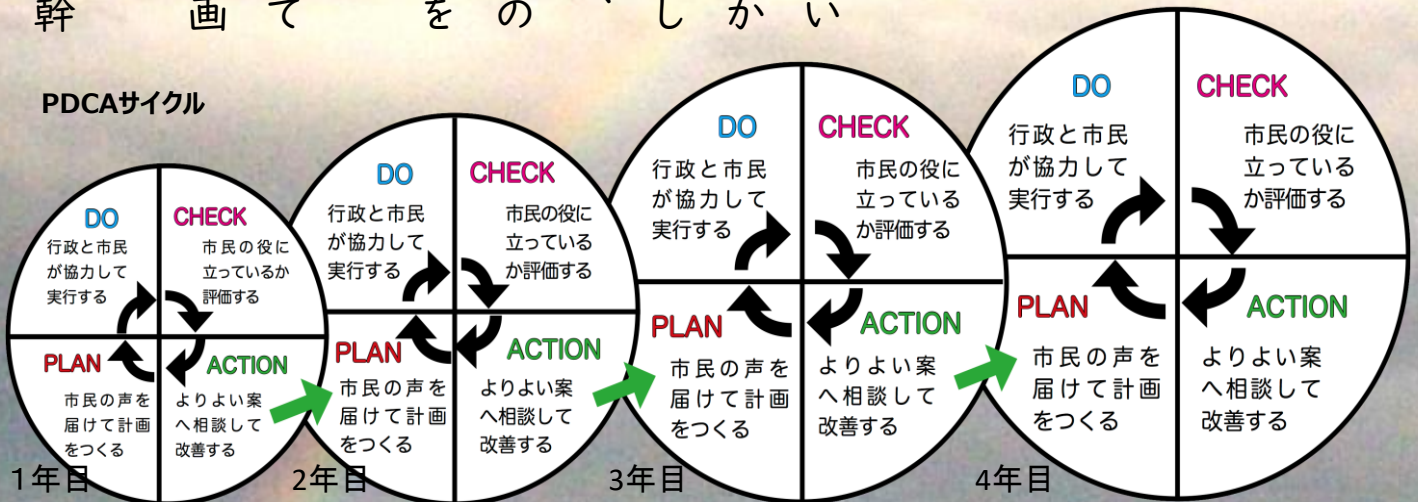 幹 画て をの、しかい
PDCAサイクル
DO
行政と市民
が協力して
実行する
CHECK
市民の役に
立っているか
評価する
PLAN
市民の声を
届けて計画
をつくる
ACTION
よりよい案
へ相談して
改善する
1年目
DO
行政と市民
が協力して
実行する
CHECK
市民の役に
立っている
か評価する
PLAN
市民の声を
届けて計画
をつくる
ACTION
よりよい案
へ相談して
改善する
2年目
DO
行政と市民
が協力して
実行する
CHECK
市民の役に
立っている
か評価する
PLAN
市民の声を
届けて計画
をつくる
ACTION
よりよい案
へ相談して
改善する
3年目
DO
行政と市民
が協力して
実行する
CHECK
市民の役に
立っている
か評価する
PLAN
市民の声を
届けて計画
をつくる
ACTION
よりよい案
へ相談して
改善する
4年目